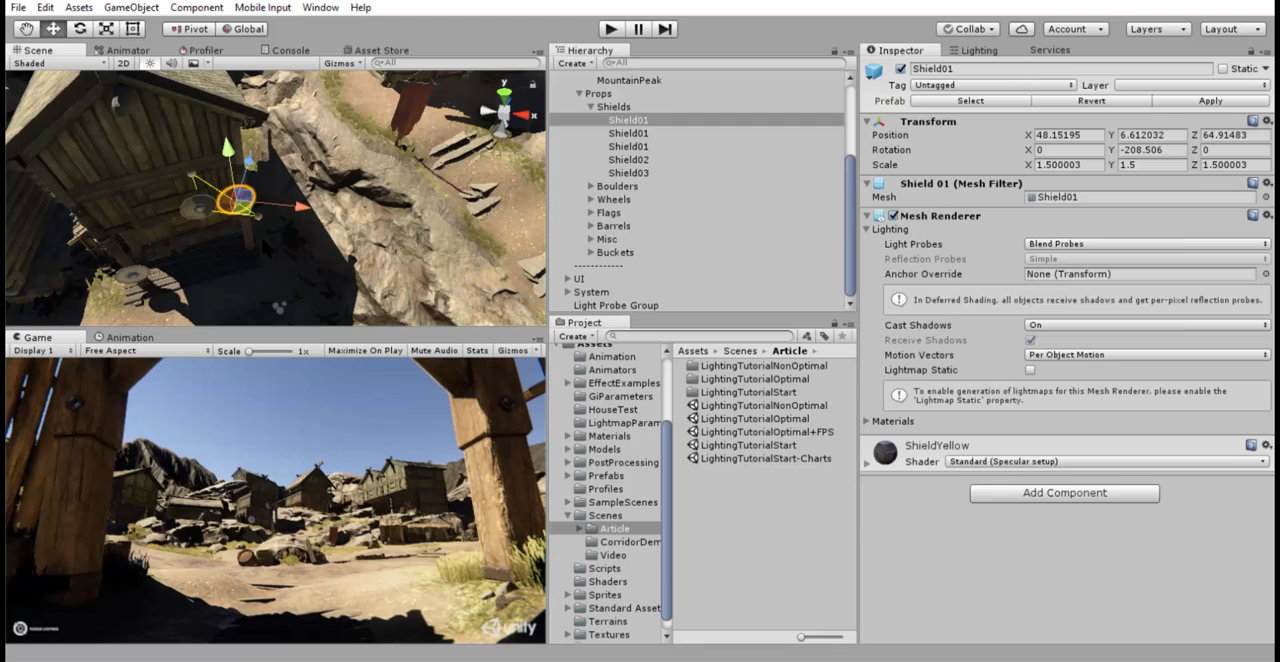 File Edit Assets GameObject Component Mobile Input Window Help
Pivot Global Collab Account Layers Layout
Scene Animator Profiler Console Asset Store
Shaded 2D Gizmos All
y
x
Game Animation
Display 1 Free Aspect Scale 1x Maximize On Play Mute Audio Stats Gizmos
unity
Hierarchy
Create All
MountainPeak
Props
Shields
Shield01
Shield01
Shield01
Shield02
Shield03
Boulders
Wheels
Flags
Barrels
Misc
Buckets
------------
UI
System
Light Probe Group
Project
Create
Assets
Animation
Animators
EffectExamples
GiParameters
HouseTest
LightmapParam
Materials
Models
PostProcessing
Prefabs
Profiles
SampleScenes
Scenes
Article
CorridorDem
Video
Scripts
Shaders
Sprites
Standard Asset
Terrains
Textures
Assets Scenes Article
LightingTutorialNonOptimal
LightingTutorialOptimal
LightingTutorialStart
LightingTutorialNonOptimal
LightingTutorialOptimal
LightingTutorialOptimal+FPS
LightingTutorialStart
LightingTutorialStart-Charts
Inspector Lighting Services
Shield01 Static
Tag Untagged Layer
Prefab Select Revert Apply
Transform
Position X 48.15195 Y 6.612032 Z 64.91483
Rotation X 0 Y -208.506 Z 0
Scale X 1.500003 Y 1.5 Z 1.500003
Shield 01 (Mesh Filter)
Mesh Shield01
Mesh Renderer
Lighting
Light Probes Blend Probes
Reflection Probes Simple
Anchor Override None (Transform)
In Deferred Shading, all objects receive shadows and get per-pixel reflection probes.
Cast Shadows On
Receive Shadows
Motion Vectors Per Object Motion
Lightmap Static
To enable generation of lightmaps for this Mesh Renderer, please enable the
'Lightmap Static' property.
Materials
ShieldYellow
Shader Standard (Specular setup)
Add Component